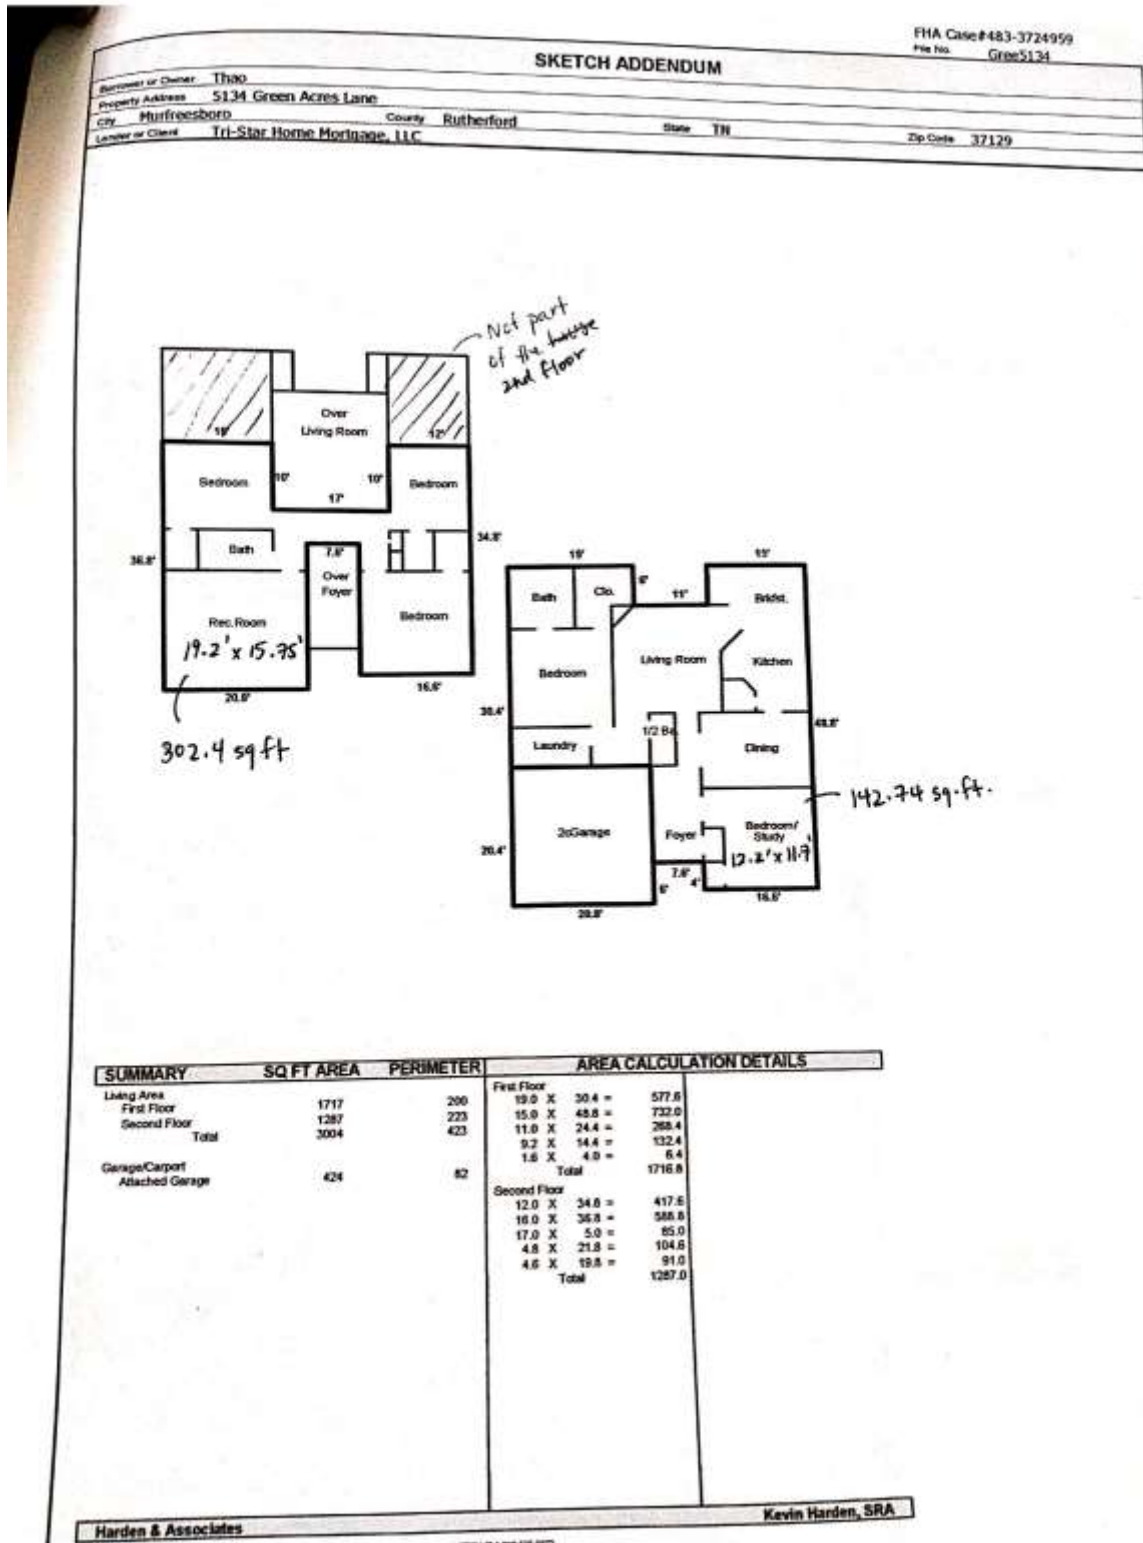 FHA Case#483-3724959
File No. Gree5134
SKETCH ADDENDUM
Borrower or Owner Thao
Property Address 5134 Green Acres Lane
City Murfreesboro County Rutherford State TN Zip Code 37129
Lender or Client Tri-Star Home Mortgage, LLC
Not part
of the house
2nd floor
Over
Living Room
12'
Bedroom 10' 10' Bedroom
17'
36.8' Bath 7.6' 34.8'
Over
Foyer
Rec. Room Bedroom
19.2' x 15.75'
20.8' 16.6'
302.4 sq ft
19' 15'
Bath Clo. 6' 11' Brkfst.
Living Room Kitchen
Bedroom
30.4' 48.8'
1/2 Ba.
Laundry Dining
142.74 sq.ft.
2cGarage Foyer Bedroom/
Study
20.4' 12.2' x 11.7'
7.6' 4'
6' 16.6'
20.8'
SUMMARY SQ FT AREA PERIMETER AREA CALCULATION DETAILS
Living Area
First Floor 1717 200
Second Floor 1287 223
Total 3004 423
Garage/Carport
Attached Garage 424 82
First Floor
19.0 X 30.4 = 577.6
15.0 X 48.8 = 732.0
11.0 X 24.4 = 268.4
9.2 X 14.4 = 132.4
1.6 X 4.0 = 6.4
Total 1716.8
Second Floor
12.0 X 34.8 = 417.6
16.0 X 36.8 = 588.8
17.0 X 5.0 = 85.0
4.8 X 21.8 = 104.6
4.6 X 19.8 = 91.0
Total 1287.0
Harden & Associates Kevin Harden, SRA